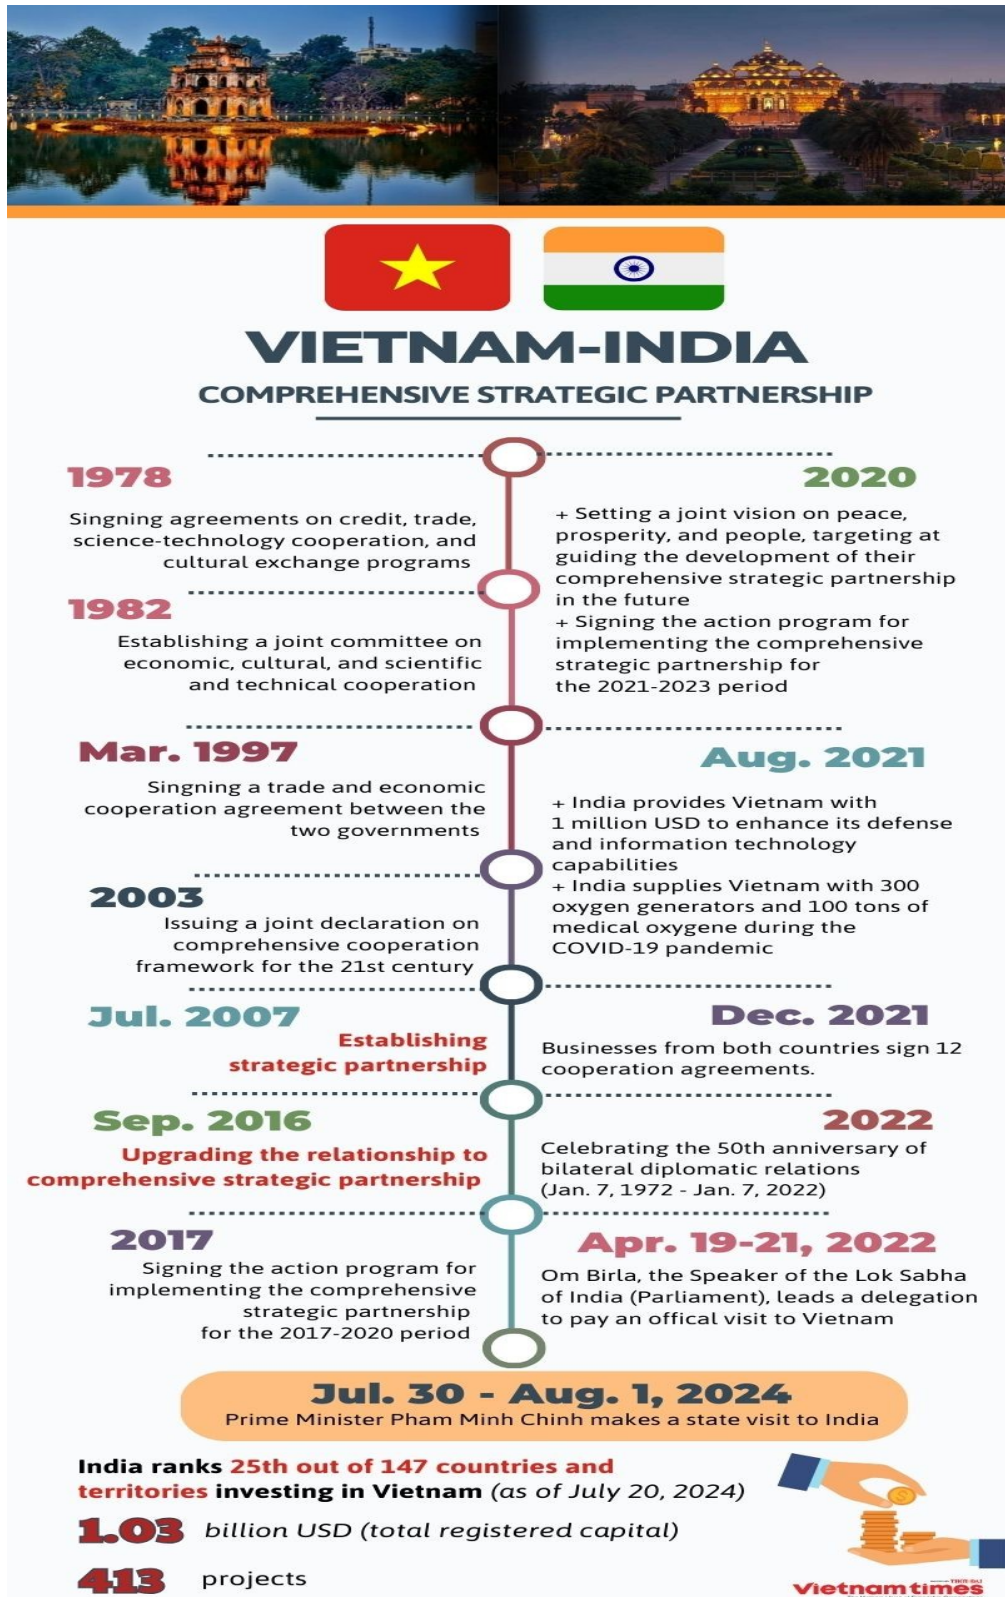 VIETNAM-INDIA
COMPREHENSIVE STRATEGIC PARTNERSHIP
1978
Singning agreements on credit, trade,
science-technology cooperation, and
cultural exchange programs
1982
Establishing a joint committee on
economic, cultural, and scientific
and technical cooperation
Mar. 1997
Singning a trade and economic
cooperation agreement between the
two governments
2003
Issuing a joint declaration on
comprehensive cooperation
framework for the 21st century
Jul. 2007
Establishing
strategic partnership
Sep. 2016
Upgrading the relationship to
comprehensive strategic partnership
2017
Signing the action program for
implementing the comprehensive
strategic partnership
for the 2017-2020 period
2020
+ Setting a joint vision on peace,
prosperity, and people, targeting at
guiding the development of their
comprehensive strategic partnership
in the future
+ Signing the action program for
implementing the comprehensive
strategic partnership for
the 2021-2023 period
Aug. 2021
+ India provides Vietnam with
1 million USD to enhance its defense
and information technology
capabilities
+ India supplies Vietnam with 300
oxygen generators and 100 tons of
medical oxygene during the
COVID-19 pandemic
Dec. 2021
Businesses from both countries sign 12
cooperation agreements.
2022
Celebrating the 50th anniversary of
bilateral diplomatic relations
(Jan. 7, 1972 - Jan. 7, 2022)
Apr. 19-21, 2022
Om Birla, the Speaker of the Lok Sabha
of India (Parliament), leads a delegation
to pay an offical visit to Vietnam
Jul. 30 - Aug. 1, 2024
Prime Minister Pham Minh Chinh makes a state visit to India
India ranks 25th out of 147 countries and
territories investing in Vietnam (as of July 20, 2024)
1.03 billion USD (total registered capital)
413 projects
Vietnamtimes